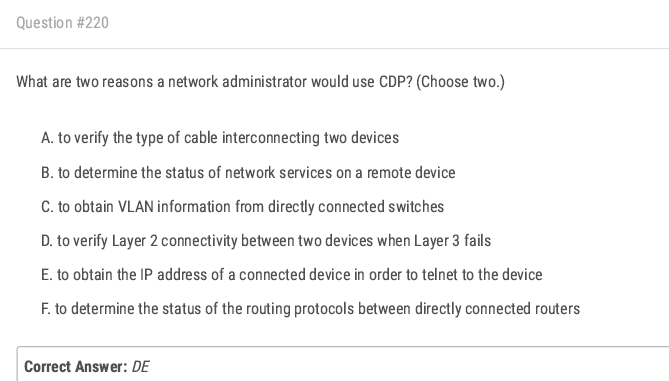 Question #220
What are two reasons a network administrator would use CDP? (Choose two.)
A. to verify the type of cable interconnecting two devices
B. to determine the status of network services on a remote device
C. to obtain VLAN information from directly connected switches
D. to verify Layer 2 connectivity between two devices when Layer 3 fails
E. to obtain the IP address of a connected device in order to telnet to the device
F. to determine the status of the routing protocols between directly connected routers
Correct Answer: DE